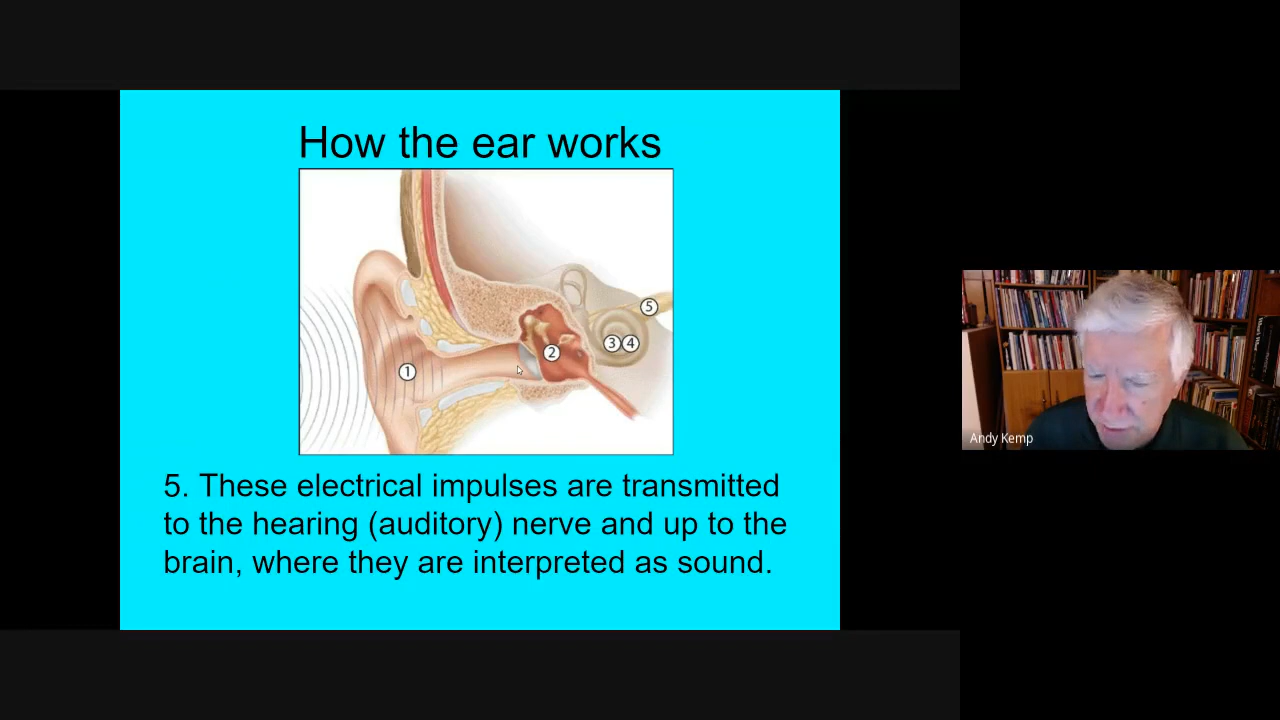 How the ear works
5
3
4
2
1
5. These electrical impulses are transmitted
to the hearing (auditory) nerve and up to the
brain, where they are interpreted as sound.
Andy Kemp